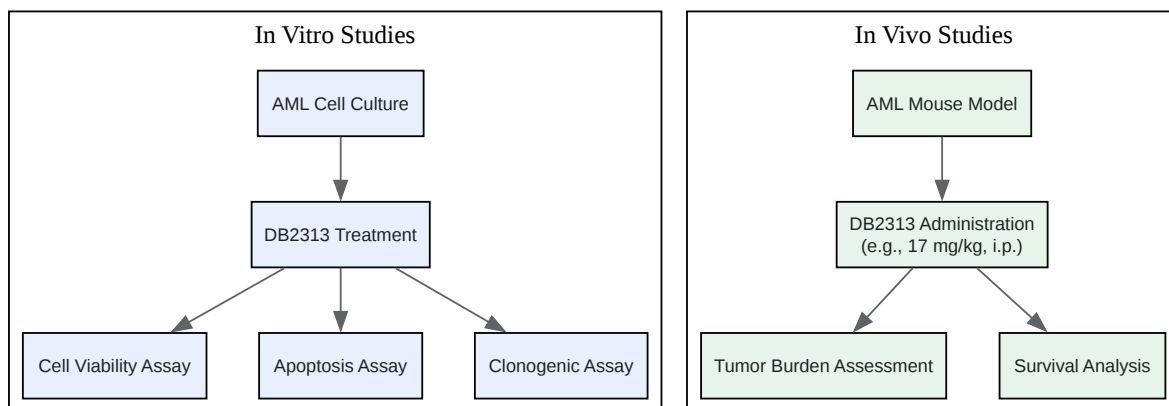 In Vitro Studies
AML Cell Culture
DB2313 Treatment
Cell Viability Assay
Apoptosis Assay
Clonogenic Assay
In Vivo Studies
AML Mouse Model
DB2313 Administration
(e.g., 17 mg/kg, i.p.)
Tumor Burden Assessment
Survival Analysis